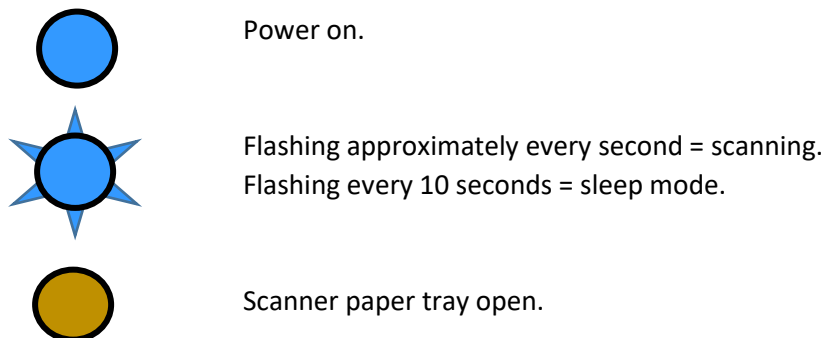 Power on.
Flashing approximately every second = scanning.
Flashing every 10 seconds = sleep mode.
Scanner paper tray open.